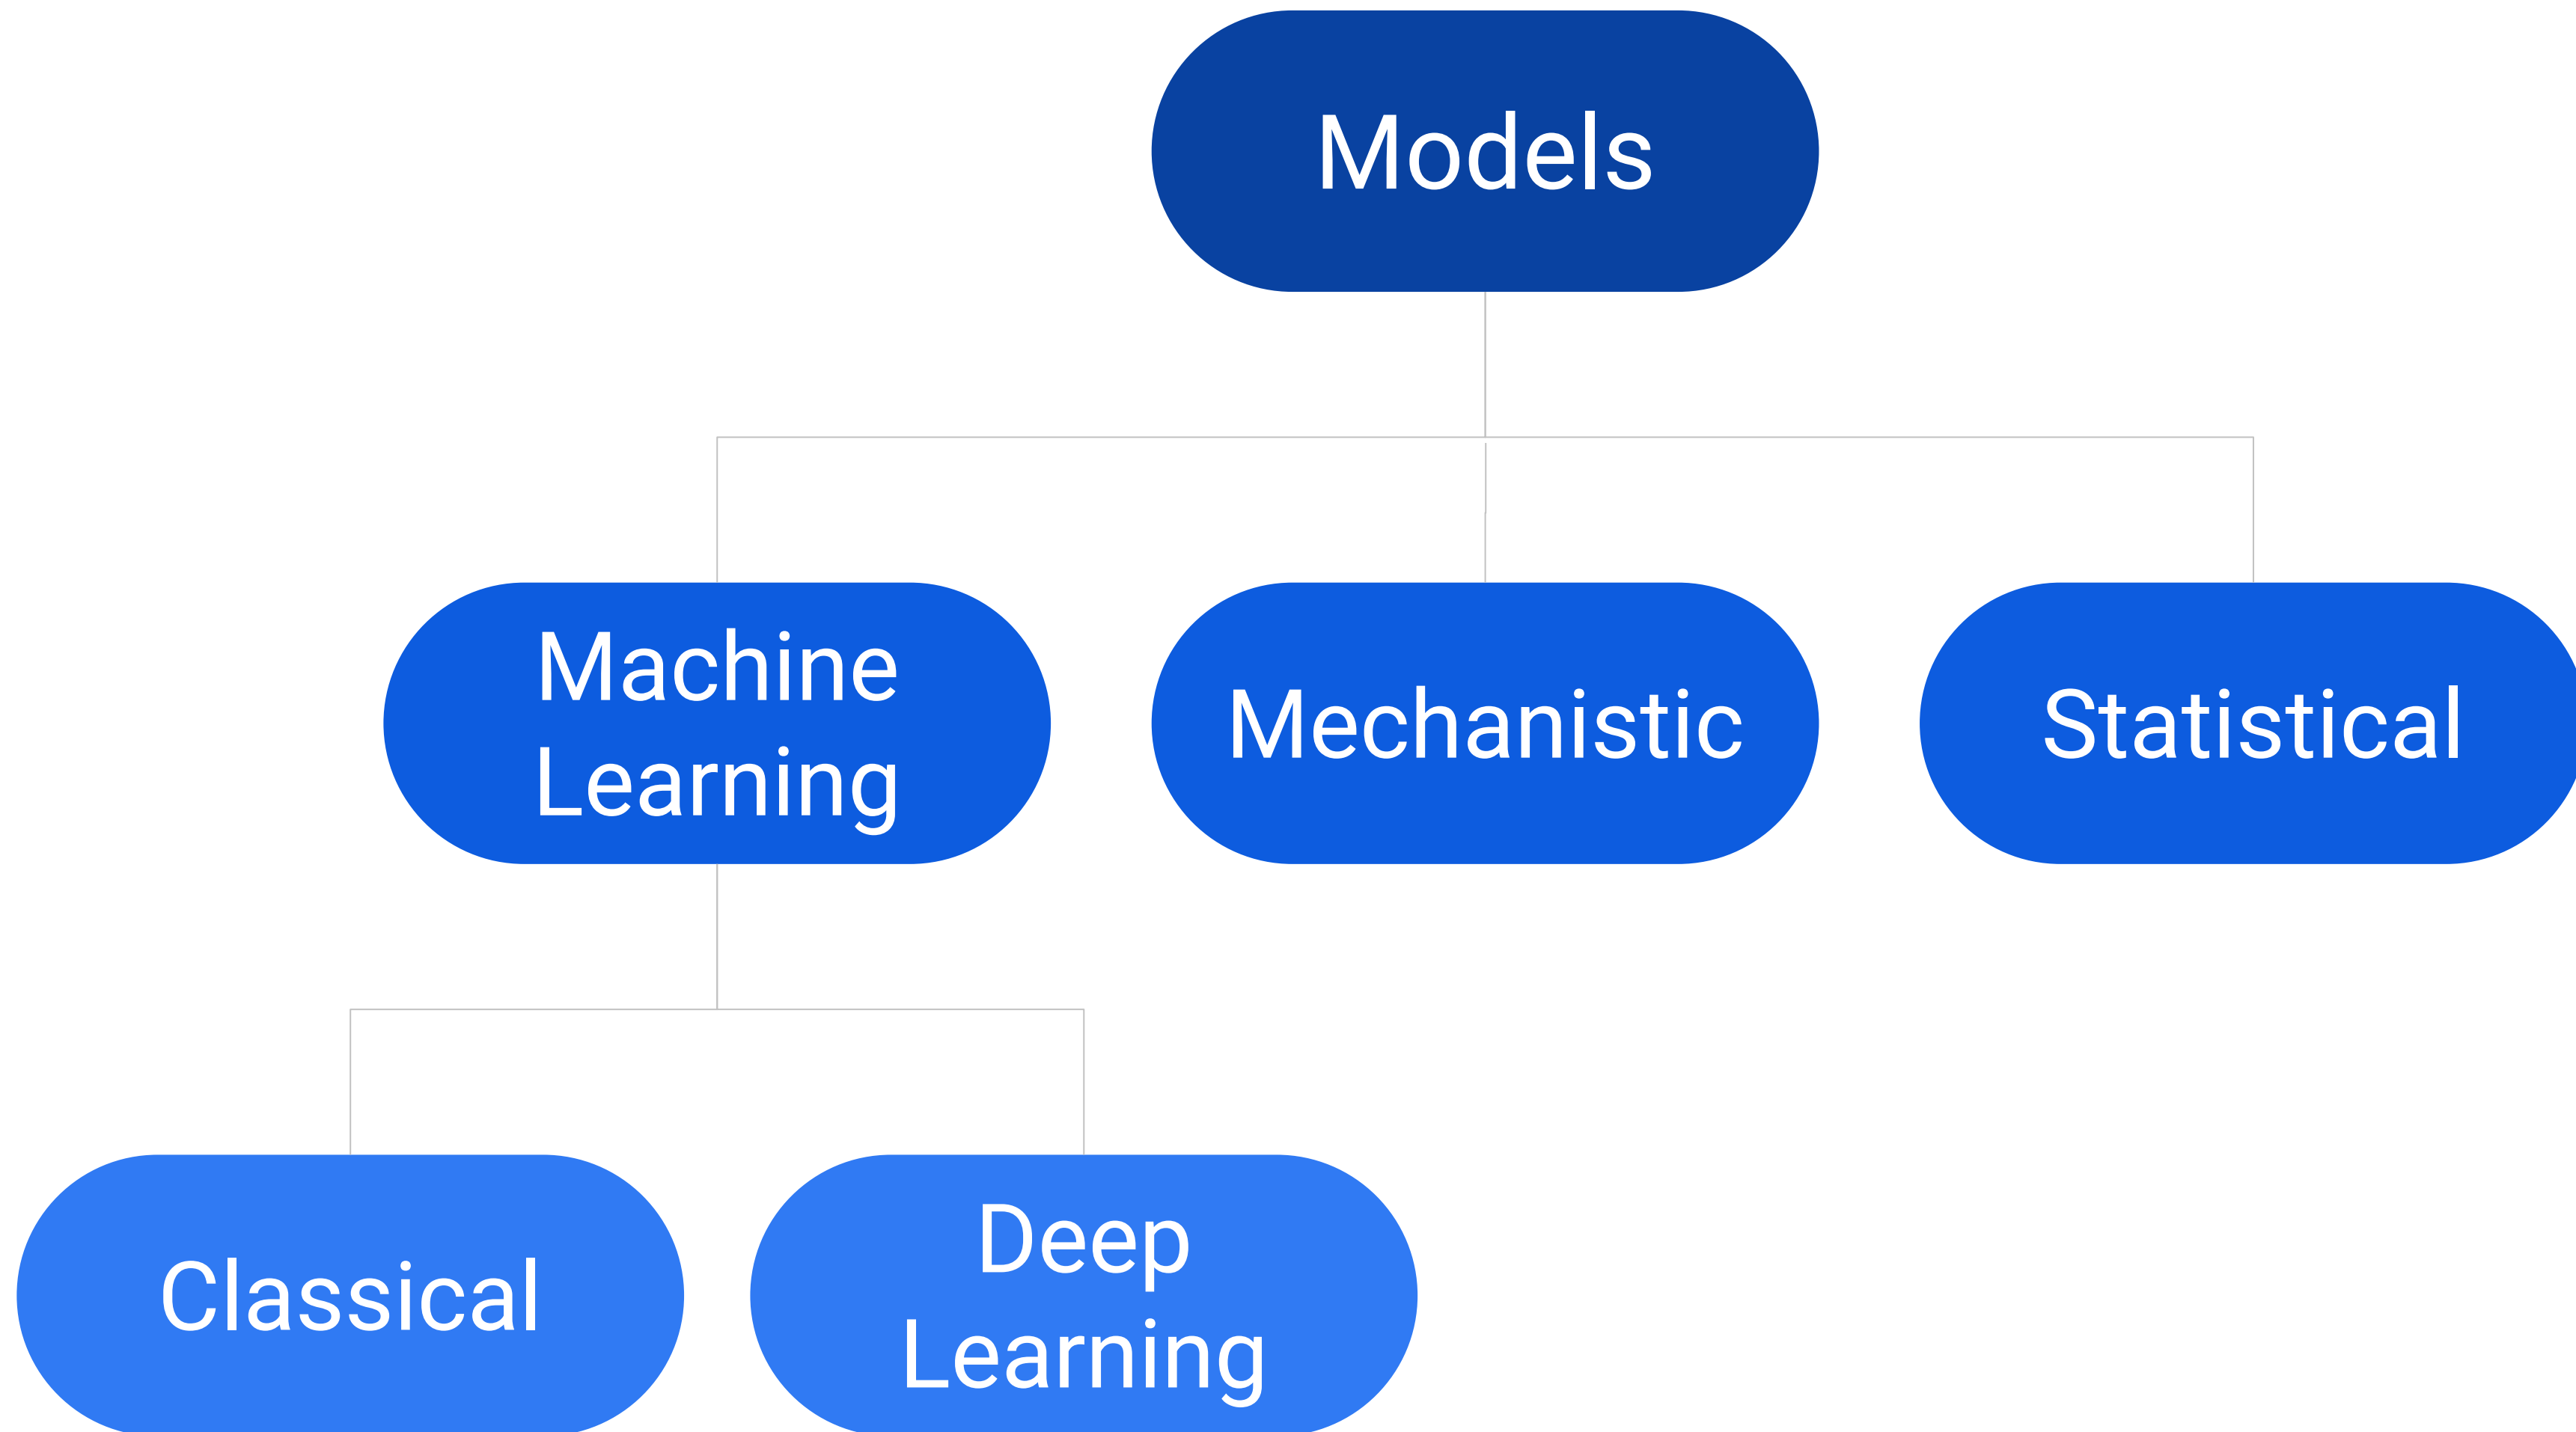 Models
Machine
Learning
Mechanistic
Statistical
Classical
Deep
Learning